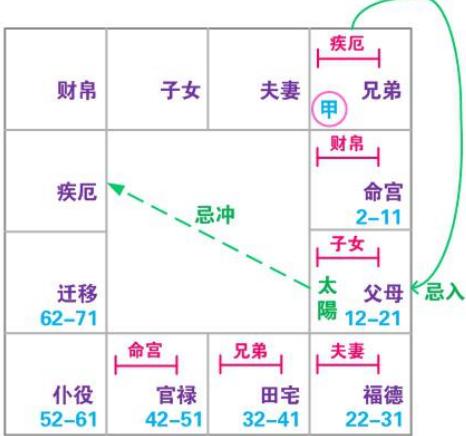 疾厄
财帛
子女
夫妻
甲
兄弟
财帛
疾厄
命宫
2-11
忌冲
子女
迁移
62-71
太陽
父母
12-21
忌入
命宫
兄弟
夫妻
仆役
52-61
官禄
42-51
田宅
32-41
福德
22-31